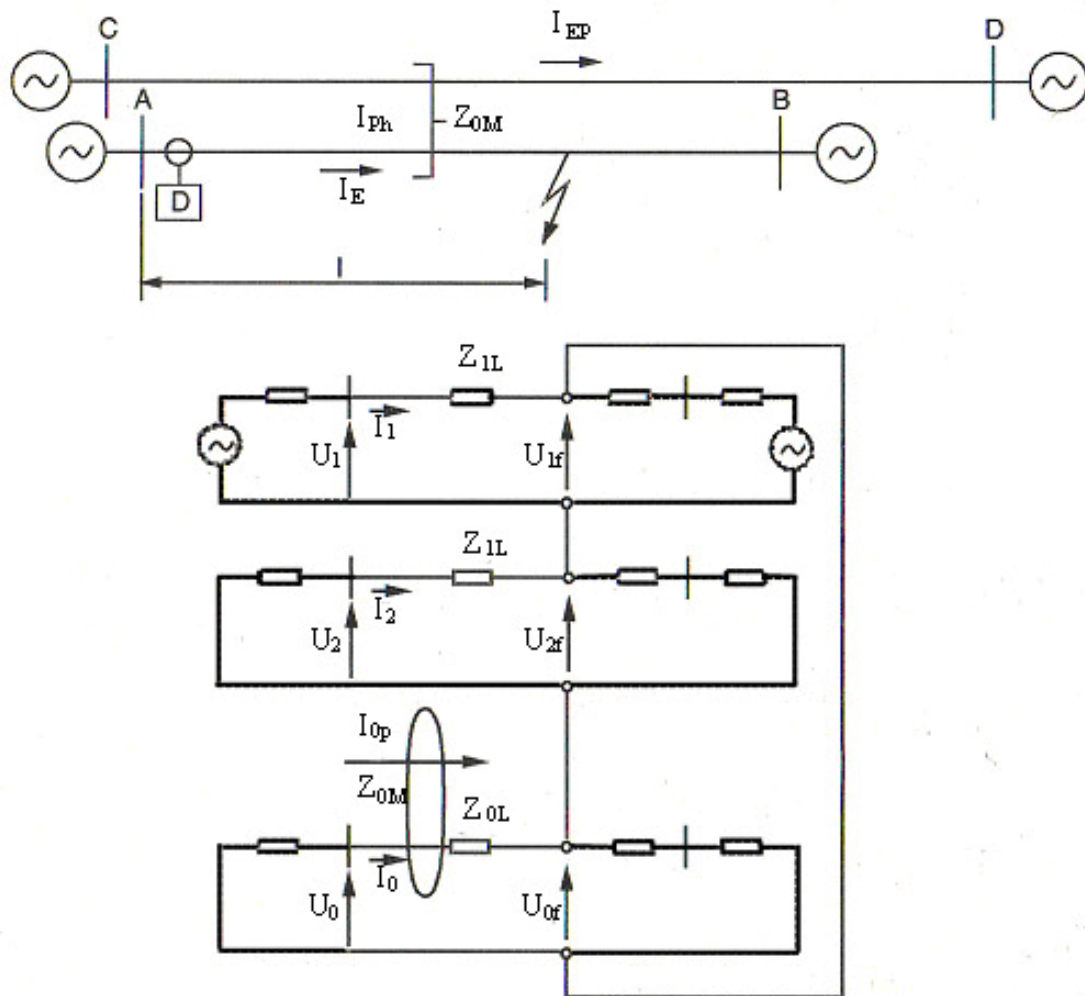 C
I_EP
D
A
I_Ph
Z_0M
B
D
I_E
l
Z_1L
I_1
U_1
U_1f
Z_1L
I_2
U_2
U_2f
I_0p
Z_0M
Z_0L
I_0
U_0
U_0f